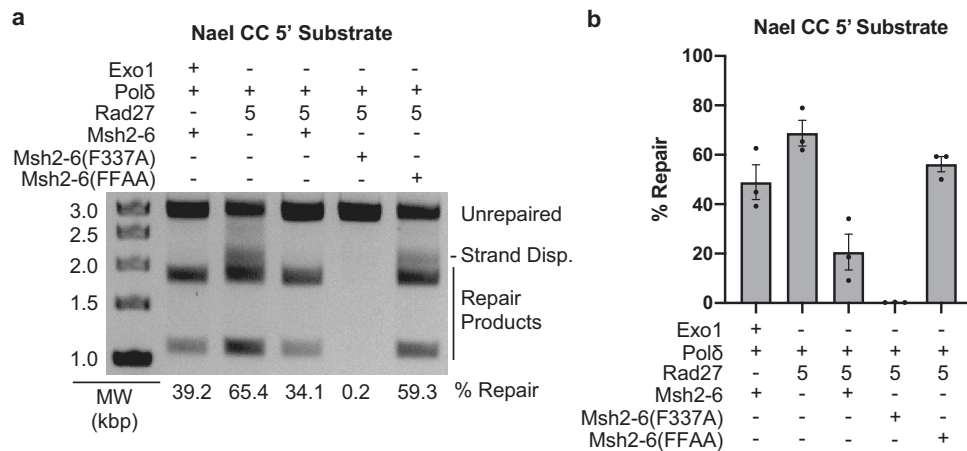 a
NaeI CC 5' Substrate
Exo1 + - - - -
Polδ + + + + +
Rad27 - 5 5 5 5
Msh2-6 + - + - -
Msh2-6(F337A) - - - + -
Msh2-6(FFAA) - - - - +
3.0 Unrepaired
2.5
2.0 - Strand Disp.
1.5 Repair Products
1.0
MW (kbp) 39.2 65.4 34.1 0.2 59.3 % Repair
b
NaeI CC 5' Substrate
% Repair
100
80
60
40
20
0
Exo1 + - - - -
Polδ + + + + +
Rad27 - 5 5 5 5
Msh2-6 + - + - -
Msh2-6(F337A) - - - + -
Msh2-6(FFAA) - - - - +